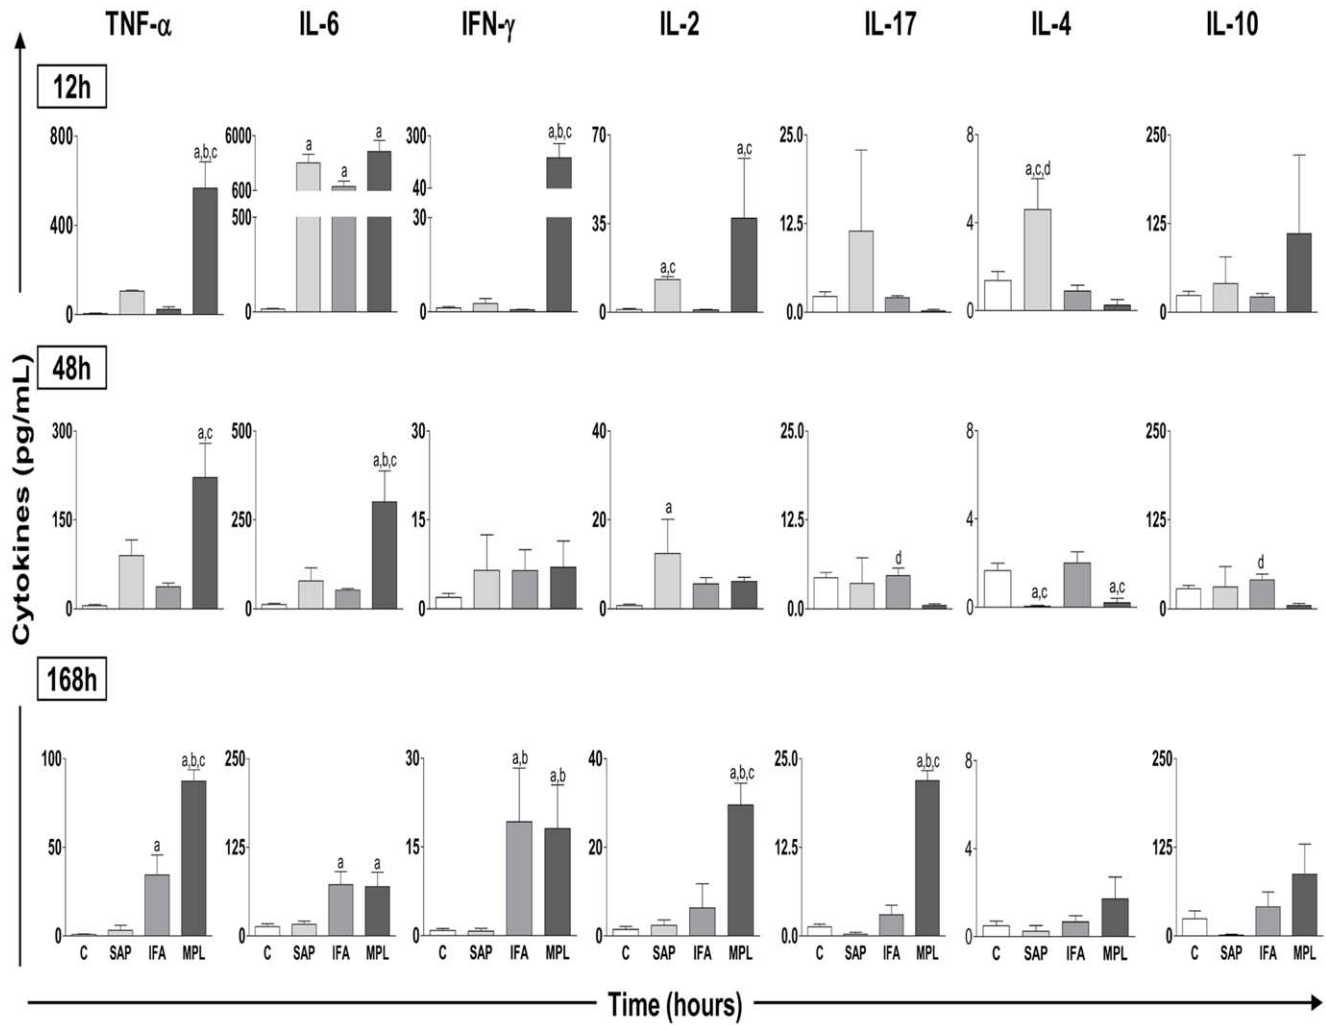 TNF-α IL-6 IFN-γ IL-2 IL-17 IL-4 IL-10
12h
800 400 0 a,b,c
6000 600 500 0 a a a
300 40 30 0 a,b,c
70 35 0 a,c a,c
25.0 12.5 0.0
8 4 0 a,c,d
250 125 0
Cytokines (pg/mL)
48h
300 150 0 a,c
500 250 0 a,b,c
30 15 0
40 20 0 a
25.0 12.5 0.0 d
8 4 0 a,c a,c
250 125 0 d
168h
100 50 0 a a,b,c
250 125 0 a a
30 15 0 a,b a,b
40 20 0 a,b,c
25.0 12.5 0.0 a,b,c
8 4 0
250 125 0
C SAP IFA MPL C SAP IFA MPL C SAP IFA MPL C SAP IFA MPL C SAP IFA MPL C SAP IFA MPL C SAP IFA MPL
Time (hours)